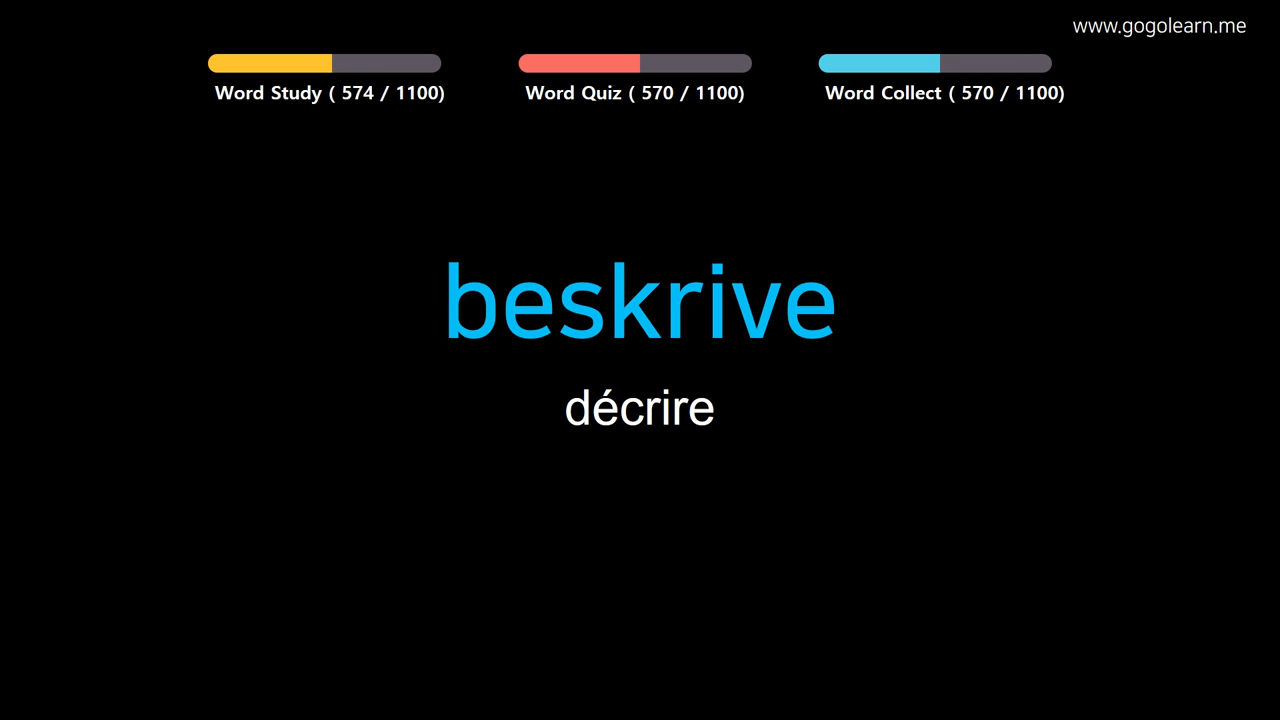 www.gogolearn.me
Word Study ( 574 / 1100)
Word Quiz ( 570 / 1100)
Word Collect ( 570 / 1100)
beskrive
décrire